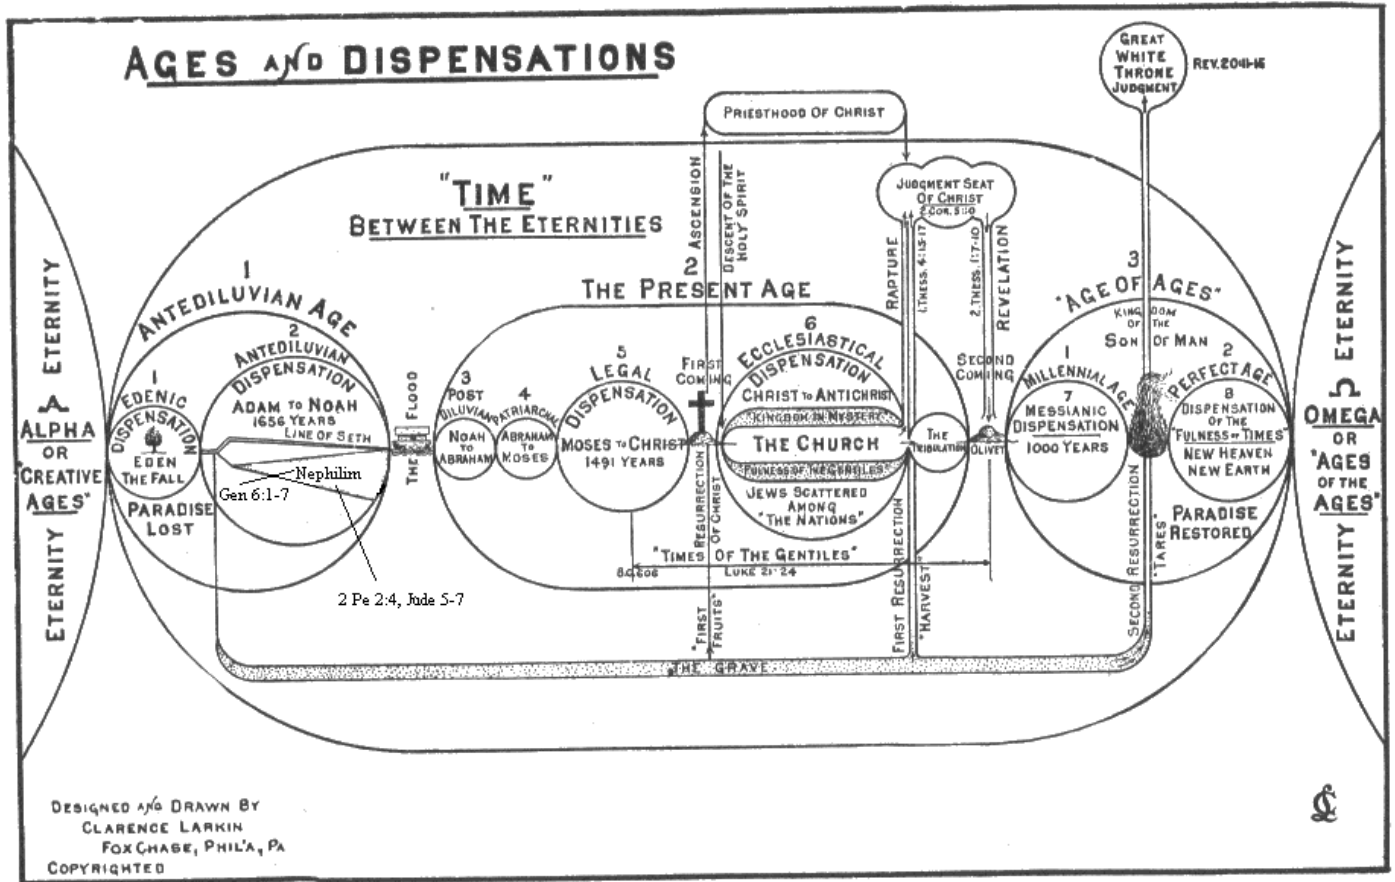 AGES AND DISPENSATIONS
GREAT
WHITE
THRONE
JUDGMENT
REV. 20:11-15
PRIESTHOOD OF CHRIST
"TIME"
BETWEEN THE ETERNITIES
ASCENSION
DESCENT OF THE
HOLY SPIRIT
JUDGMENT SEAT
OF CHRIST
2 COR. 5:10
RAPTURE
1, THESS. 4:15-17
2, THESS. 1:7-10
REVELATION
ETERNITY
ALPHA
OR
"CREATIVE
AGES"
ETERNITY
1
ANTEDILUVIAN AGE
1
EDENIC
DISPENSATION
EDEN
THE FALL
PARADISE
LOST
2
ANTEDILUVIAN
DISPENSATION
ADAM TO NOAH
1656 YEARS
LINE OF SETH
Nephilim
Gen 6:1-7
2 Pe 2:4, Jude 5-7
THE FLOOD
2
THE PRESENT AGE
3
POST
DILUVIAN
NOAH
TO
ABRAHAM
4
PATRIARCHAL
ABRAHAM
TO
MOSES
5
LEGAL
DISPENSATION
MOSES TO CHRIST
1491 YEARS
FIRST
COMING
RESURRECTION
OF CHRIST
"FIRST
FRUITS"
6
ECCLESIASTICAL
DISPENSATION
CHRIST TO ANTICHRIST
KINGDOM IN MYSTERY
THE CHURCH
FULNESS OF THE GENTILES
JEWS SCATTERED
AMONG
"THE NATIONS"
"TIMES OF THE GENTILES"
B.C. 606
LUKE 21:24
THE
TRIBULATION
SECOND
COMING
OLIVET
FIRST RESURRECTION
"HARVEST"
3
"AGE OF AGES"
KINGDOM
OF THE
SON OF MAN
1
MILLENNIAL AGE
7
MESSIANIC
DISPENSATION
1000 YEARS
2
PERFECT AGE
8
DISPENSATION
OF THE
"FULNESS OF TIMES"
NEW HEAVEN
NEW EARTH
PARADISE
RESTORED
SECOND RESURRECTION
"TARES"
THE GRAVE
ETERNITY
Ω
OMEGA
OR
"AGES
OF THE
AGES"
ETERNITY
DESIGNED AND DRAWN BY
CLARENCE LARKIN
FOX CHASE, PHIL'A, PA
COPYRIGHTED